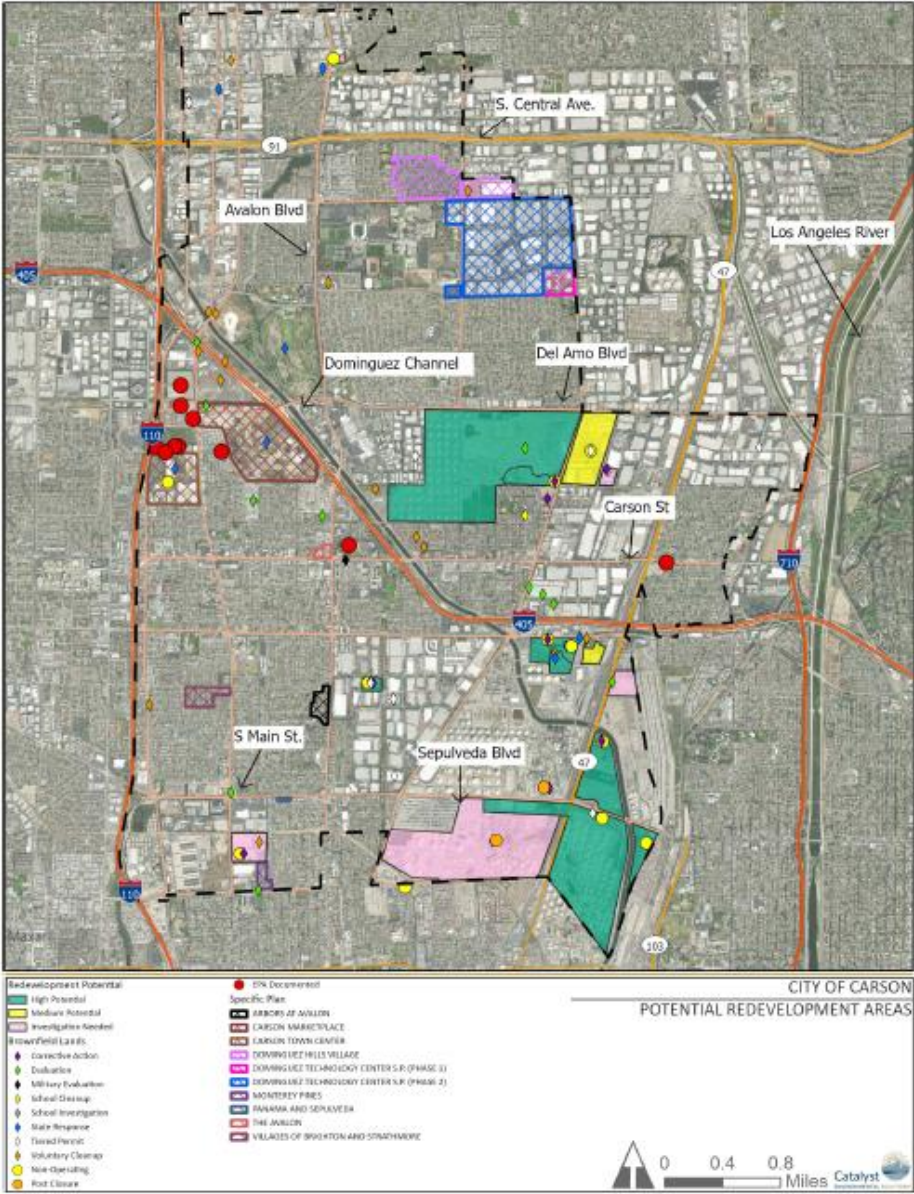 S. Central Ave.
91
Avalon Blvd
Los Angeles River
405
47
Dominguez Channel
Del Amo Blvd
110
Carson St
710
405
S Main St.
Sepulveda Blvd
47
110
103
Redevelopment Potential
High Potential
Medium Potential
Investigation Needed
Brownfield Lands
Corrective Action
Evaluation
Military Evaluation
School Cleanup
School Investigation
State Response
Tiered Permit
Voluntary Cleanup
Non-Operating
Post Closure
EPA Documented
Specific Plan
ARBORS AT AVALON
CARSON MARKETPLACE
CARSON TOWN CENTER
DOMINGUEZ HILLS VILLAGE
DOMINGUEZ TECHNOLOGY CENTER S.P. (PHASE 1)
DOMINGUEZ TECHNOLOGY CENTER S.P. (PHASE 2)
MONTEREY PINES
PANAMA AND SEPULVEDA
THE AVALON
VILLAGES OF BRIGHTON AND STRATHMORE
CITY OF CARSON
POTENTIAL REDEVELOPMENT AREAS
0 0.4 0.8
Miles
Catalyst